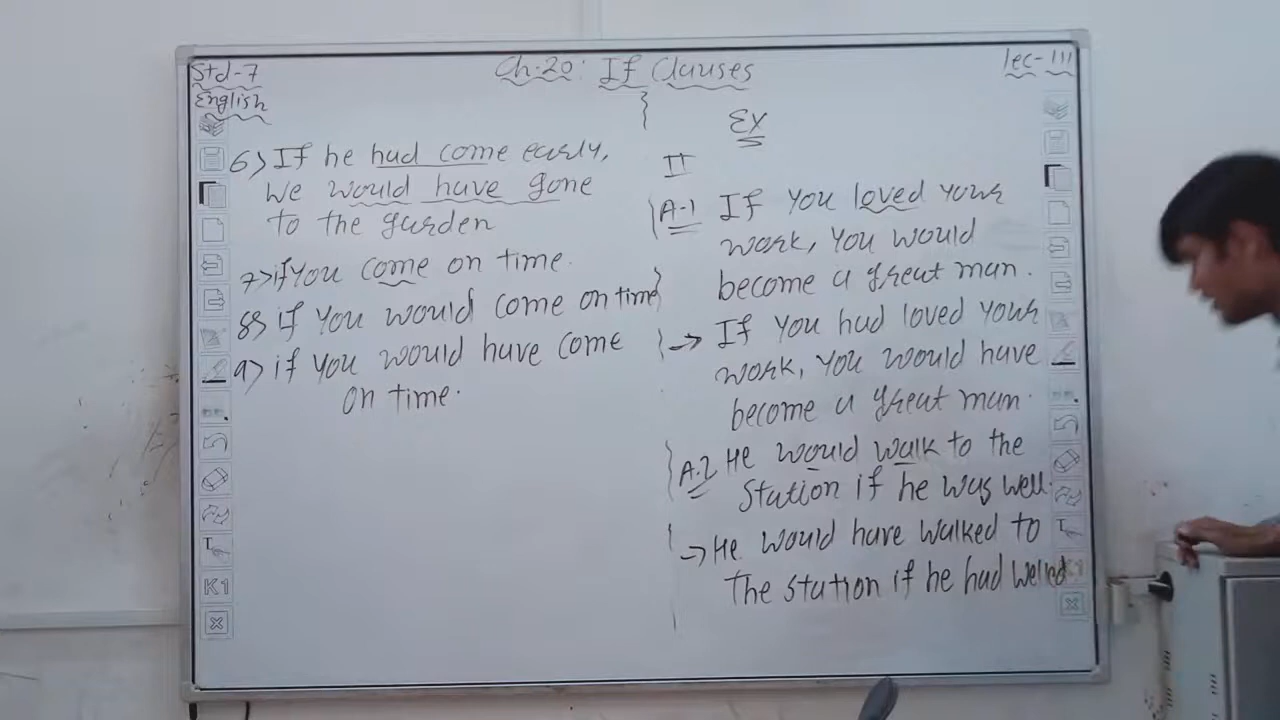 Std-7
English
Ch.20: If Clauses
lec-111
6) If he had come early,
we would have gone
to the garden
7) if you come on time.
8) if you would come on time
9) if you would have come
on time.
Ex
II
A-1 If you loved your
work, you would
become a great man.
→ If you had loved your
work, you would have
become a great man.
A-2 He would walk to the
station if he was well.
→ He would have walked to
the station if he had welled
T
K1
T